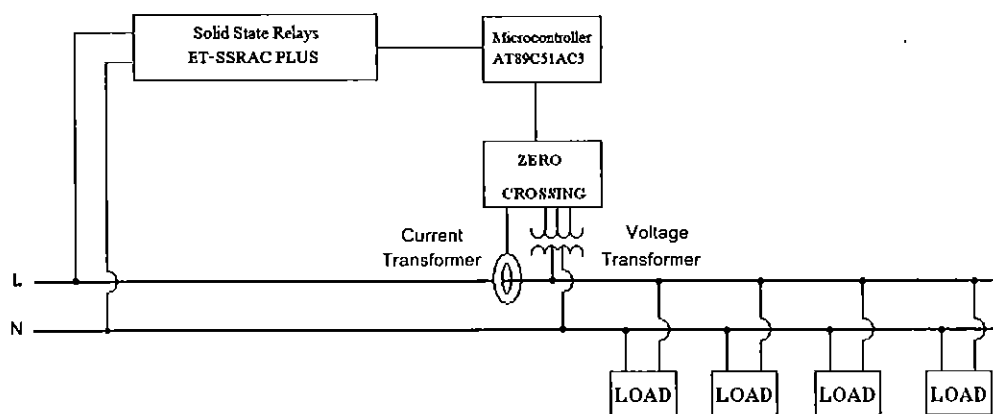 Solid State Relays
ET-SSRAC PLUS
Microcontroller
AT89C51AC3
ZERO
CROSSING
Current
Transformer
Voltage
Transformer
L
N
LOAD
LOAD
LOAD
LOAD